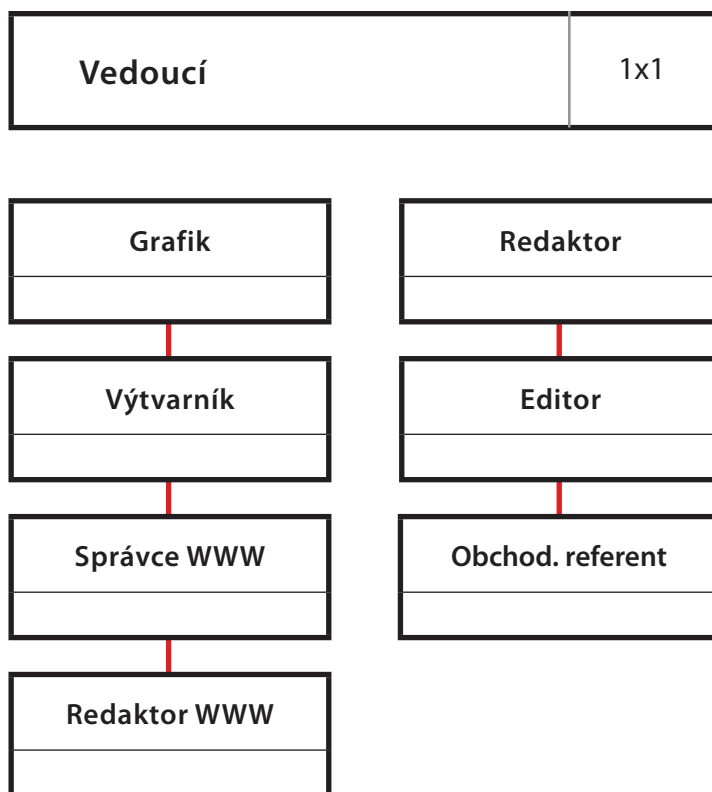 Vedoucí 1x1
Grafik
Redaktor
Výtvarník
Editor
Správce WWW
Obchod. referent
Redaktor WWW